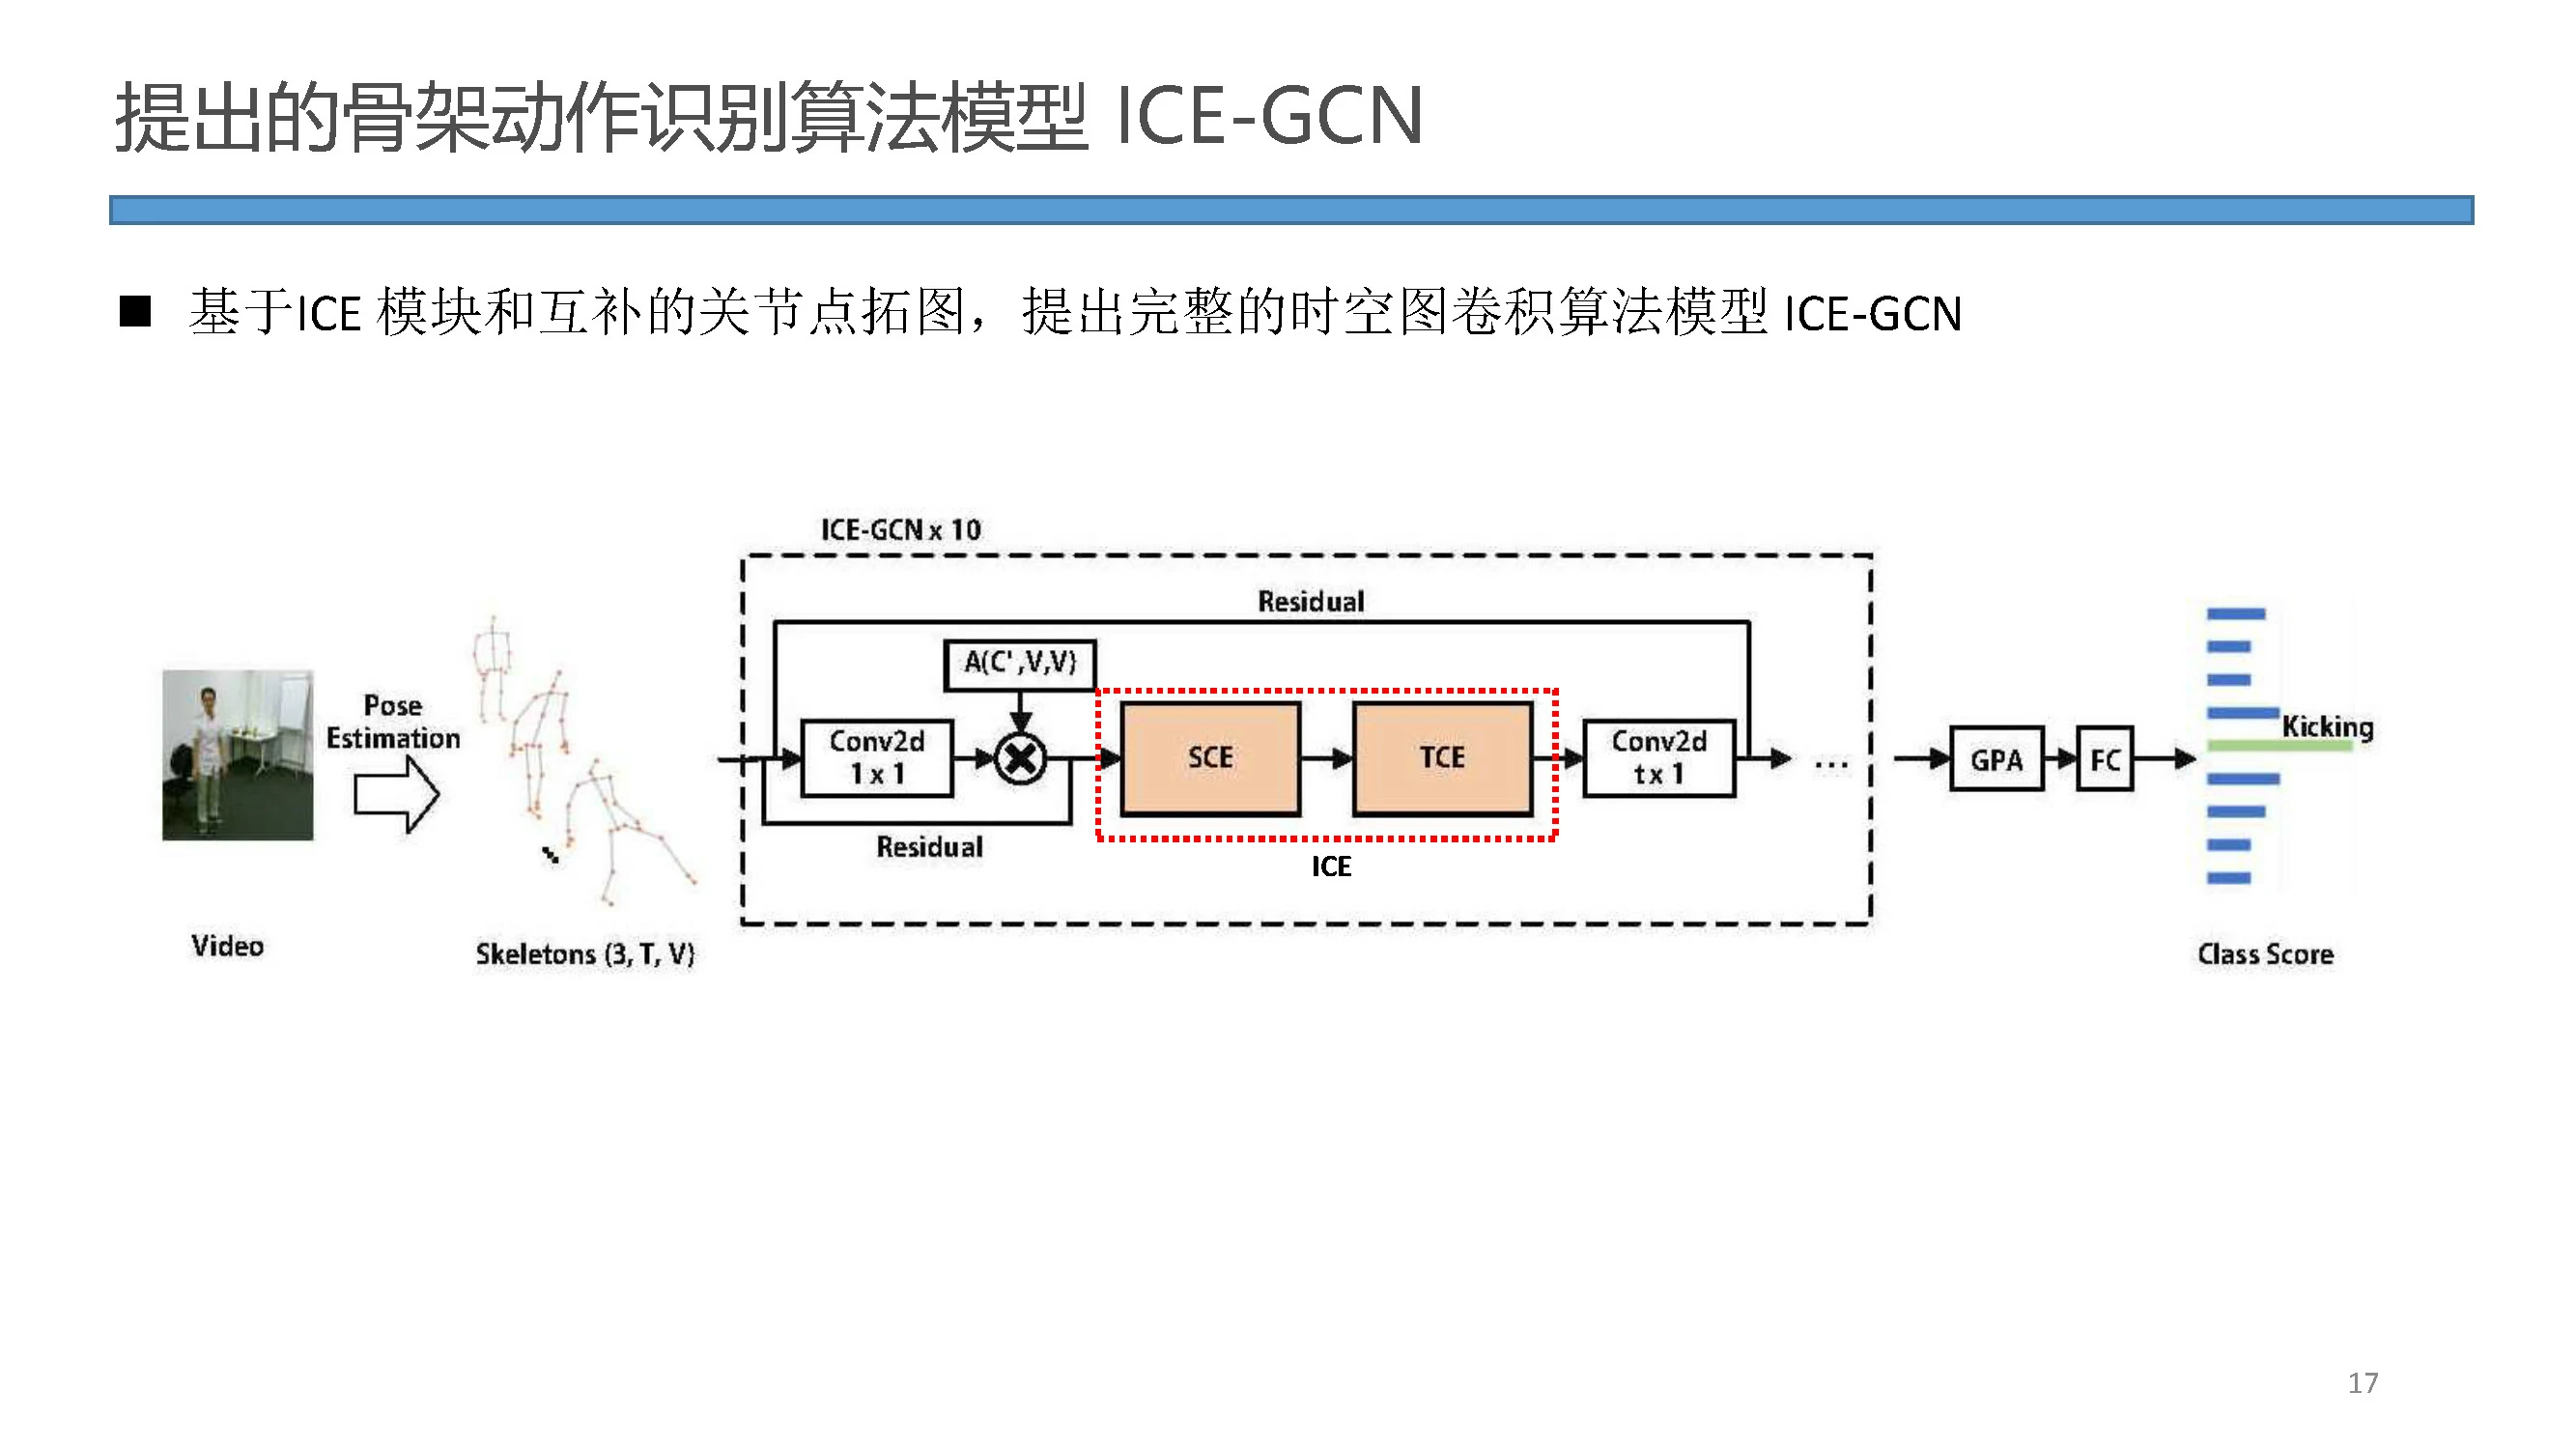 提出的骨架动作识别算法模型 ICE-GCN
■ 基于ICE 模块和互补的关节点拓图，提出完整的时空图卷积算法模型 ICE-GCN
ICE-GCN x 10
Residual
A(C',V,V)
Pose
Estimation
Conv2d
1 x 1
SCE
TCE
Conv2d
t x 1
...
GPA
FC
Kicking
Residual
ICE
Video
Skeletons (3, T, V)
Class Score
17